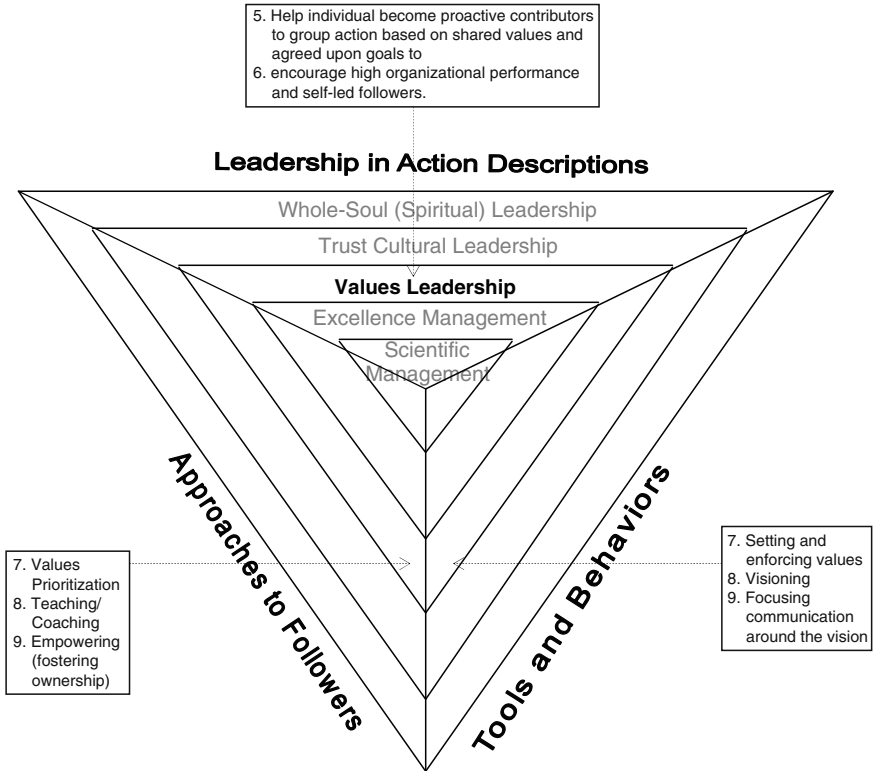 5. Help individual become proactive contributors
to group action based on shared values and
agreed upon goals to
6. encourage high organizational performance
and self-led followers.
Leadership in Action Descriptions
Whole-Soul (Spiritual) Leadership
Trust Cultural Leadership
Values Leadership
Excellence Management
Scientific
Management
Approaches to Followers
Tools and Behaviors
7. Values
Prioritization
8. Teaching/
Coaching
9. Empowering
(fostering
ownership)
7. Setting and
enforcing values
8. Visioning
9. Focusing
communication
around the vision